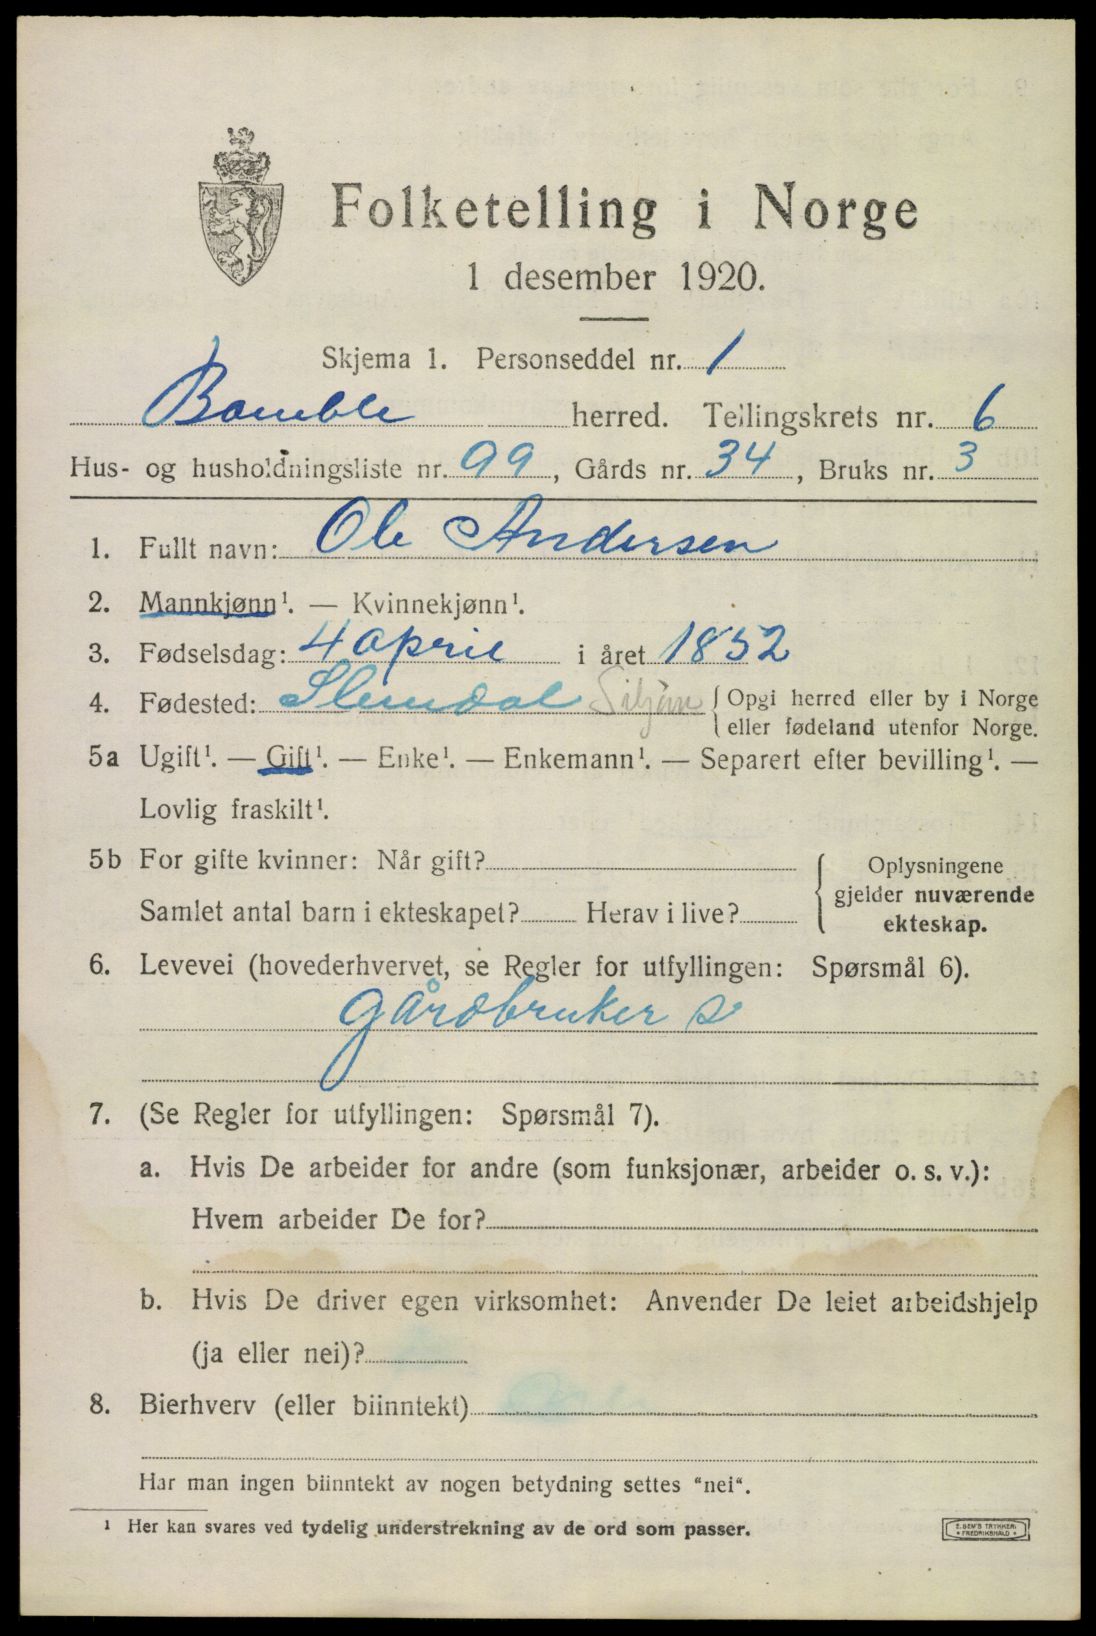 Folketelling i Norge
1 desember 1920.
Skjema 1. Personseddel nr. 1
Bamble herred. Tellingskrets nr. 6
Hus- og husholdningsliste nr. 99, Gårds nr. 34, Bruks nr. 3
1. Fullt navn: Ole Andersen
2. Mannkjønn¹. — Kvinnekjønn¹.
3. Fødselsdag: 4 april i året 1852
4. Fødested: Slemdal Siljan { Opgi herred eller by i Norge
eller fødeland utenfor Norge.
5a Ugift¹. — Gift¹. — Enke¹. — Enkemann¹. — Separert efter bevilling¹. —
Lovlig fraskilt¹.
5b For gifte kvinner: Når gift?
Samlet antal barn i ekteskapet? Herav i live?
Oplysningene
gjelder nuværende
ekteskap.
6. Levevei (hovederhvervet, se Regler for utfyllingen: Spørsmål 6).
gårdbruker s
7. (Se Regler for utfyllingen: Spørsmål 7).
a. Hvis De arbeider for andre (som funksjonær, arbeider o. s. v.):
Hvem arbeider De for?
b. Hvis De driver egen virksomhet: Anvender De leiet arbeidshjelp
(ja eller nei)?
8. Bierhverv (eller biinntekt)
Har man ingen biinntekt av nogen betydning settes "nei".
¹ Her kan svares ved tydelig understrekning av de ord som passer.
E. SEM'S TRYKKERI
• FREDRIKSHALD •